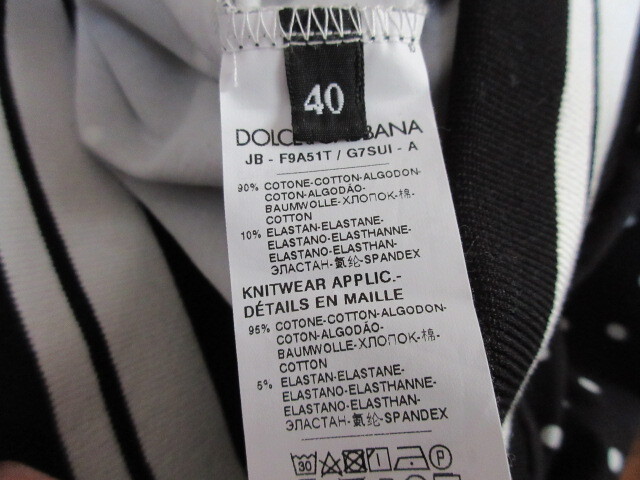 40
DOLCE&GABBANA
JB - F9A51T / G7SUI - A
90% COTONE-COTTON-ALGODON-
COTON-ALGODÃO-
BAUMWOLLE-ХЛОПОК-棉-
COTTON
10% ELASTAN-ELASTANE-
ELASTANO-ELASTHANNE-
ELASTANO-ELASTHAN-
ЭЛАСТАН-氨纶-SPANDEX
KNITWEAR APPLIC.-
DÉTAILS EN MAILLE
95% COTONE-COTTON-ALGODON-
COTON-ALGODÃO-
BAUMWOLLE-ХЛОПОК-棉-
COTTON
5% ELASTAN-ELASTANE-
ELASTANO-ELASTHANNE-
ELASTANO-ELASTHAN-
ЭЛАСТАН-氨纶-SPANDEX
30 P